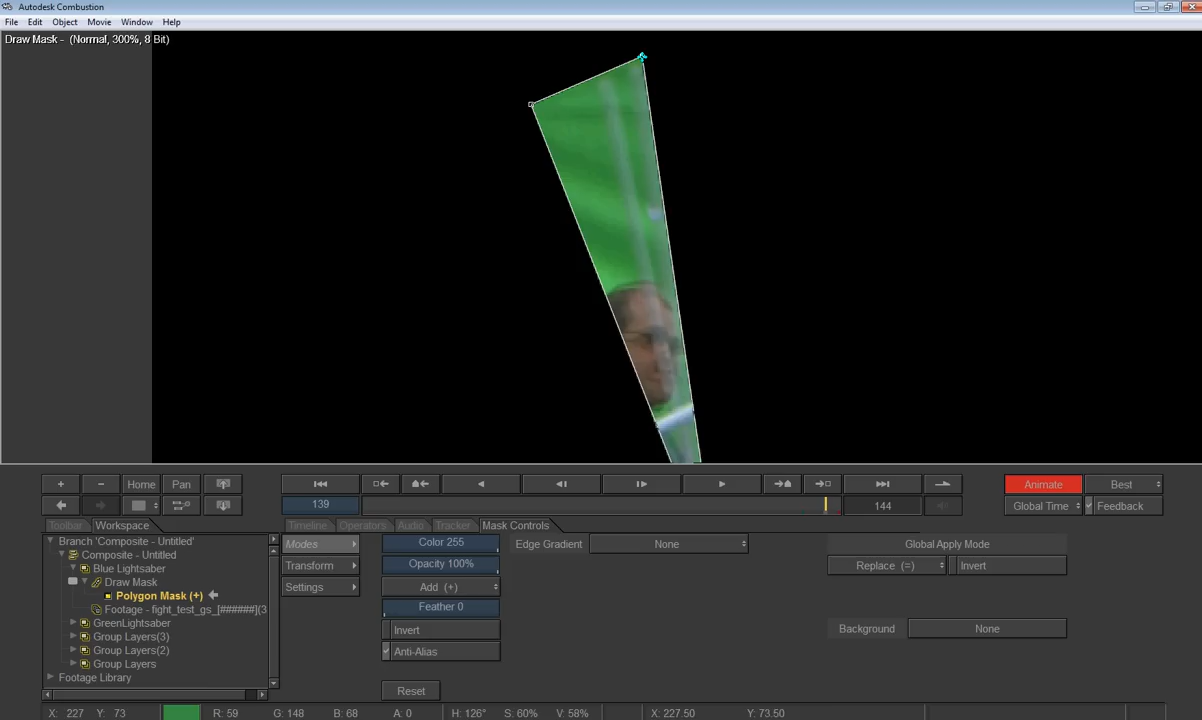 Autodesk Combustion
File Edit Object Movie Window Help
Draw Mask - (Normal, 300%, 8 Bit)
+ - Home Pan Animate Best
139 144 Global Time Feedback
Toolbar Workspace Timeline Operators Audio Tracker Mask Controls
Branch 'Composite - Untitled'
Composite - Untitled
Blue Lightsaber
Draw Mask
Polygon Mask (+)
Footage - fight_test_gs_[######](3
GreenLightsaber
Group Layers(3)
Group Layers(2)
Group Layers
Footage Library
Modes
Transform
Settings
Color 255
Opacity 100%
Add (+)
Feather 0
Invert
Anti-Alias
Reset
Edge Gradient None
Global Apply Mode
Replace (=) Invert
Background None
X: 227 Y: 73 R: 59 G: 148 B: 68 A: 0 H: 126° S: 60% V: 58% X: 227.50 Y: 73.50